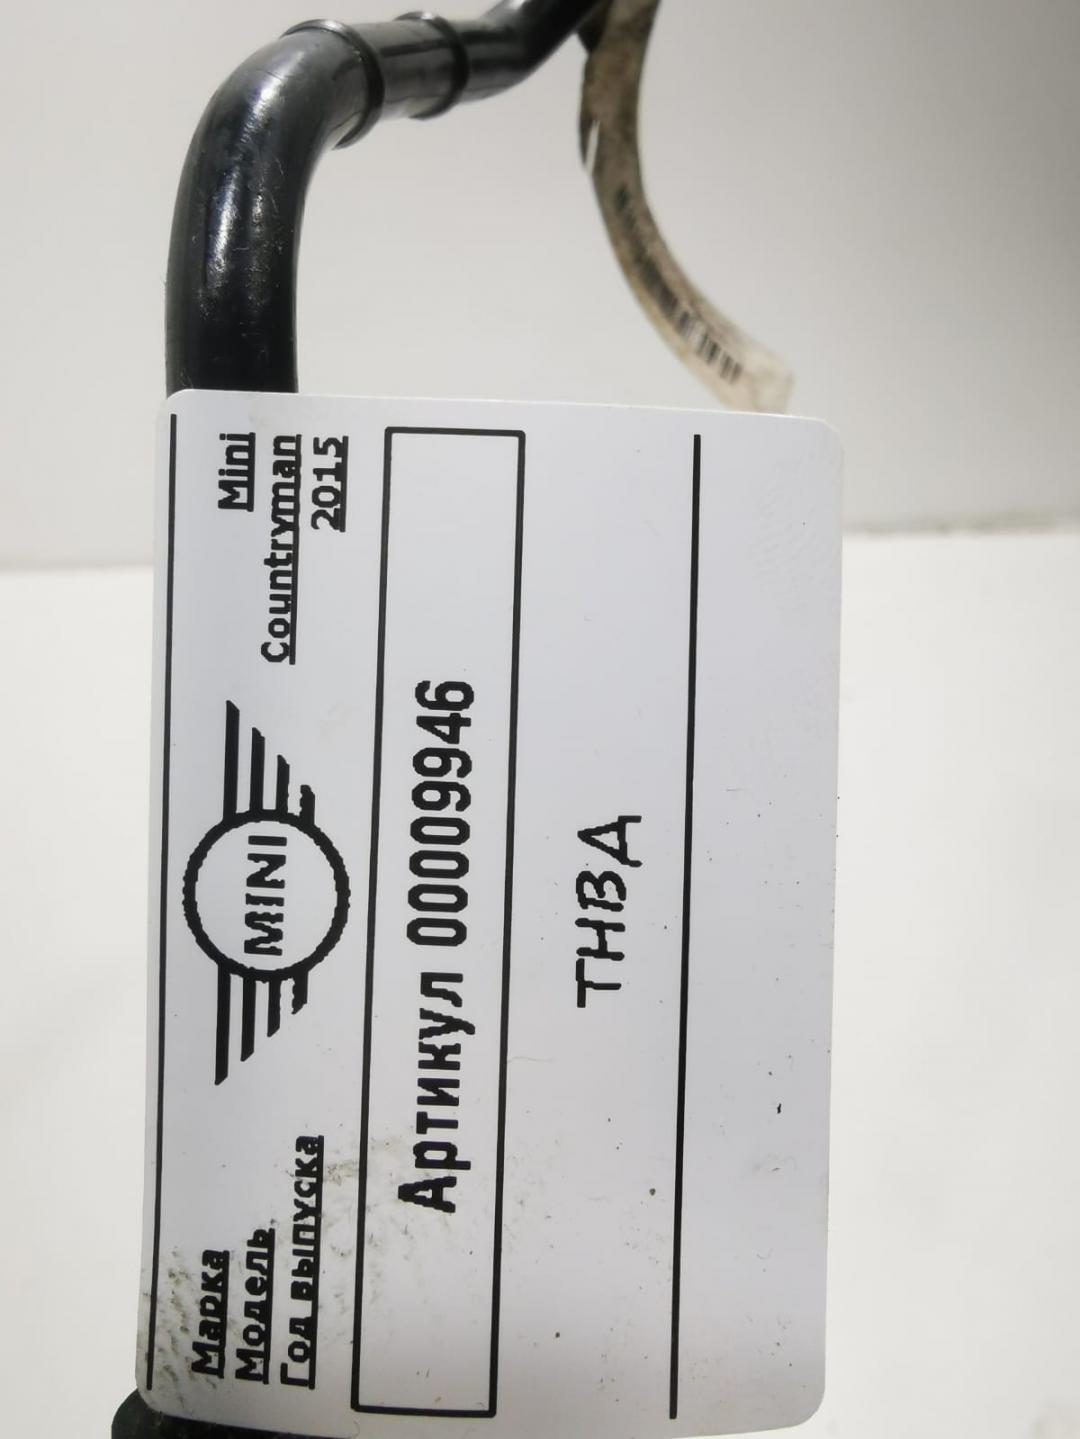 Марка Mini
Модель Countryman
Год выпуска 2015
MINI
Артикул 00009946
ТНВД